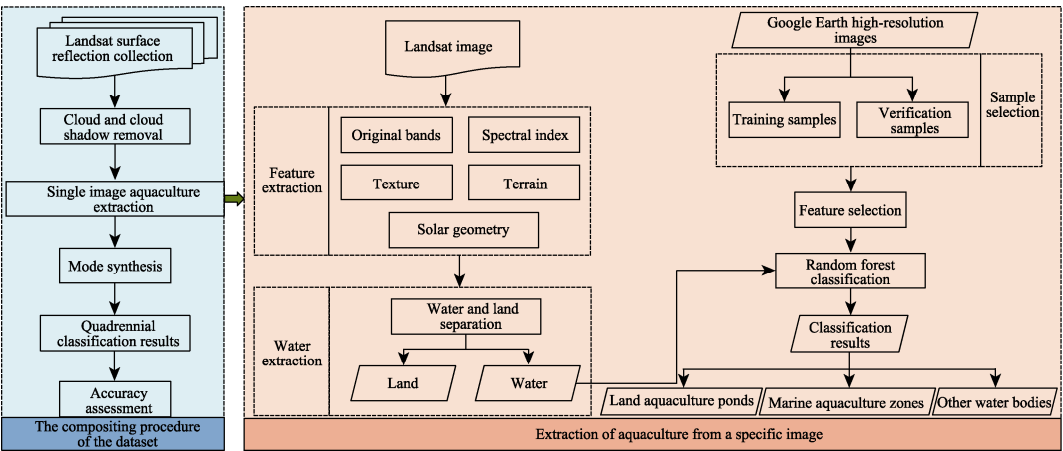 Landsat surface
reflection collection
Cloud and cloud
shadow removal
Single image aquaculture
extraction
Mode synthesis
Quadrennial
classification results
Accuracy
assessment
The compositing procedure
of the dataset
Landsat image
Feature
extraction
Original bands
Spectral index
Texture
Terrain
Solar geometry
Water
extraction
Water and land
separation
Land
Water
Google Earth high-resolution
images
Training samples
Verification
samples
Sample
selection
Feature selection
Random forest
classification
Classification
results
Land aquaculture ponds
Marine aquaculture zones
Other water bodies
Extraction of aquaculture from a specific image